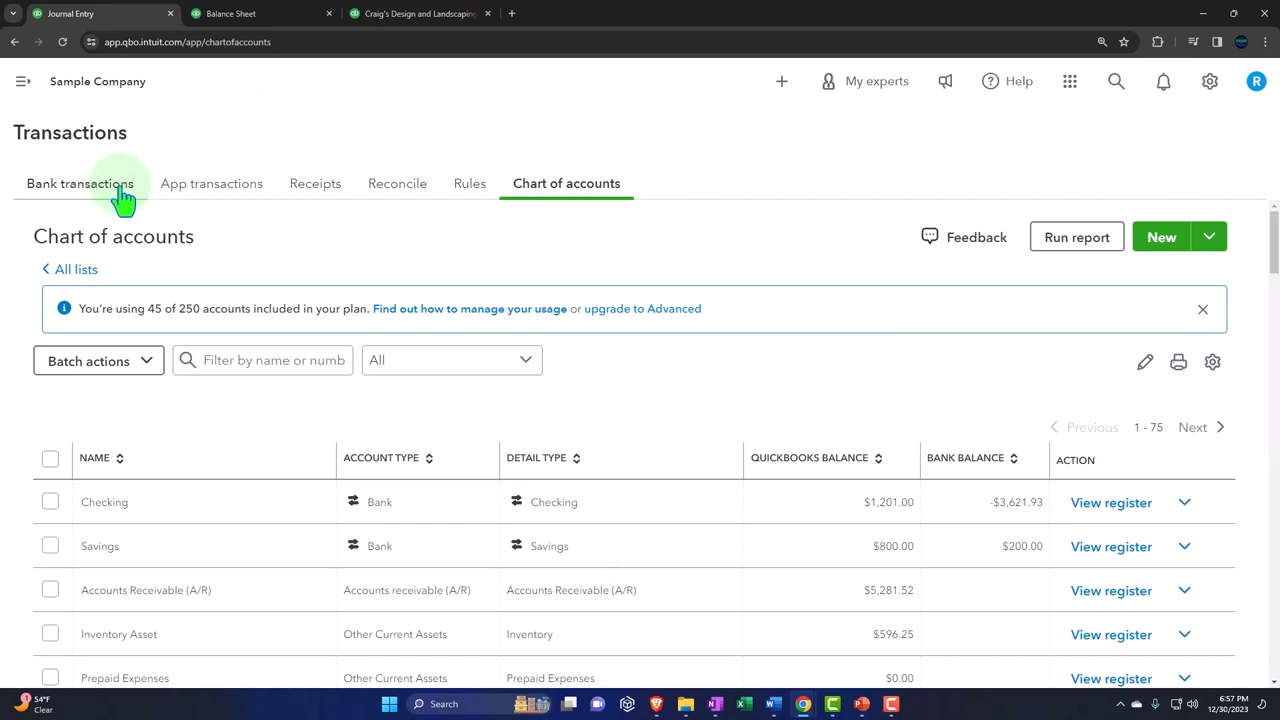 Journal Entry
Balance Sheet
Craig's Design and Landscaping
app.qbo.intuit.com/app/chartofaccounts
Sample Company
My experts
Help
R
Transactions
Bank transactions
App transactions
Receipts
Reconcile
Rules
Chart of accounts
Chart of accounts
Feedback
Run report
New
All lists
You're using 45 of 250 accounts included in your plan. Find out how to manage your usage or upgrade to Advanced
Batch actions
Filter by name or numb
All
Previous 1 - 75 Next
NAME ACCOUNT TYPE DETAIL TYPE QUICKBOOKS BALANCE BANK BALANCE ACTION
Checking Bank Checking $1,201.00 -$3,621.93 View register
Savings Bank Savings $800.00 $200.00 View register
Accounts Receivable (A/R) Accounts receivable (A/R) Accounts Receivable (A/R) $5,281.52 View register
Inventory Asset Other Current Assets Inventory $596.25 View register
Prepaid Expenses Other Current Assets Prepaid Expenses $0.00 View register
54°F
Clear
Search
6:57 PM
12/30/2023